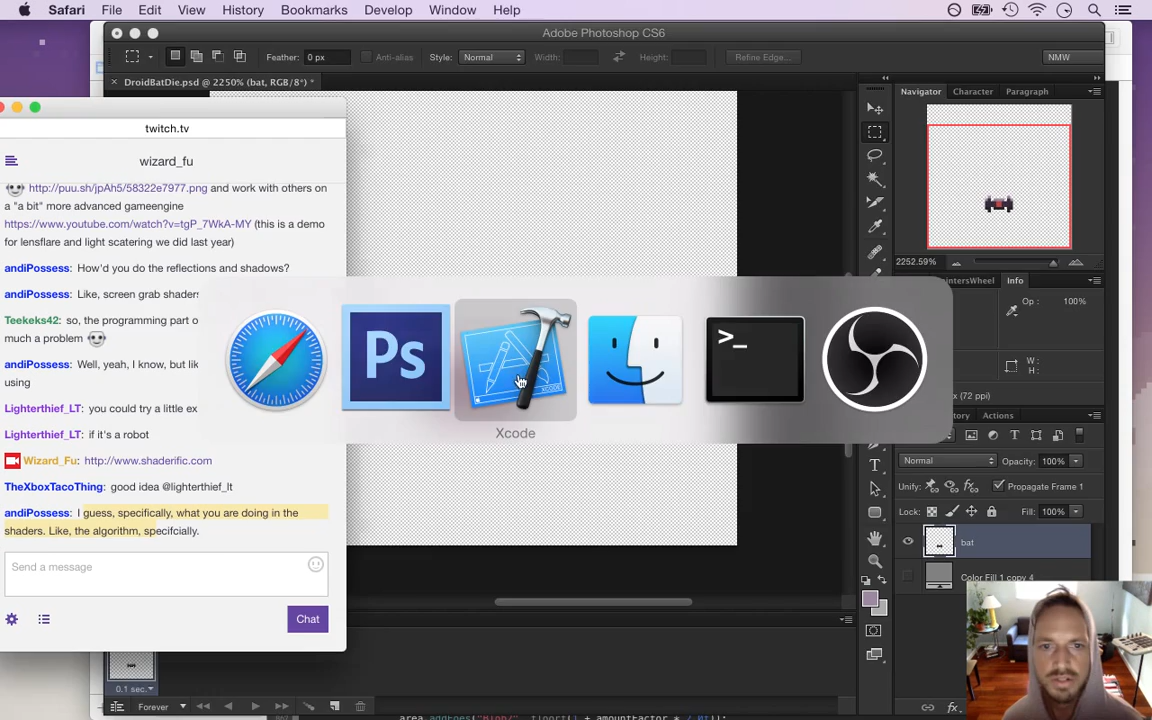 Safari File Edit View History Bookmarks Develop Window Help
Adobe Photoshop CS6
Feather: 0 px Anti-alias Style: Normal Width: Height: Refine Edge... NMW
DroidBatDie.psd @ 2250% (bat, RGB/8*) *
Navigator Character Paragraph
twitch.tv
wizard_fu
http://puu.sh/jpAh5/58322e7977.png and work with others on
a "a bit" more advanced gameengine
https://www.youtube.com/watch?v=tgP_7WkA-MY (this is a demo
for lensflare and light scatering we did last year)
andiPossess: How'd you do the reflections and shadows?
andiPossess: Like, screen grab shaders
Teekeks42: so, the programming part o
much a problem
andiPossess: Well, yeah, I know, but lik
using
Lighterthief_LT: you could try a little ex
Lighterthief_LT: if it's a robot
Wizard_Fu: http://www.shaderific.com
TheXboxTacoThing: good idea @lighterthief_lt
andiPossess: I guess, specifically, what you are doing in the
shaders. Like, the algorithm, specifcially.
Send a message
Chat
2252.59%
Info
Op : 100%
W :
H :
Ps
XCODE
>_
Xcode
Actions
Normal Opacity: 100%
Unify: Propagate Frame 1
Lock: Fill: 100%
bat
Color Fill 1 copy 4
0.1 sec.
Forever